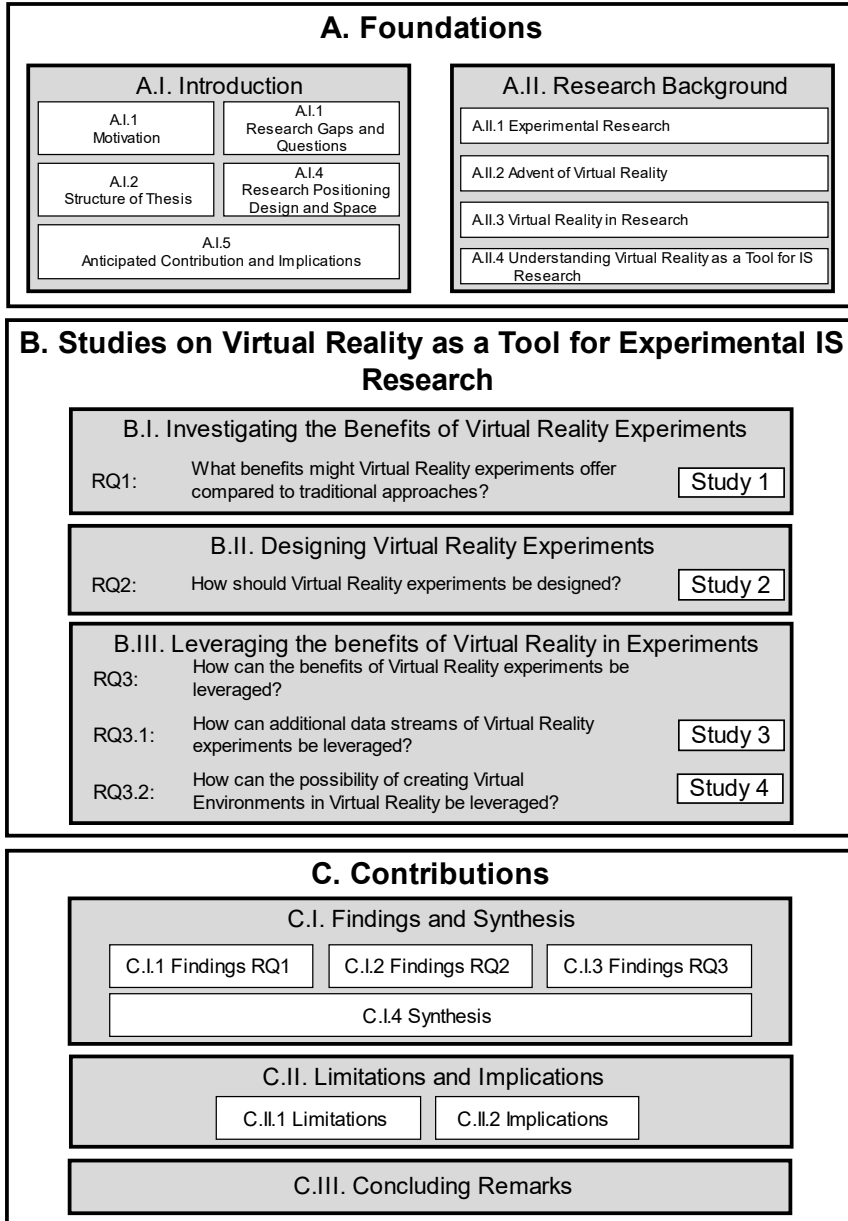 A. Foundations
A.I. Introduction
A.I.1
Motivation
A.I.1
Research Gaps and
Questions
A.I.2
Structure of Thesis
A.I.4
Research Positioning
Design and Space
A.I.5
Anticipated Contribution and Implications
A.II. Research Background
A.II.1 Experimental Research
A.II.2 Advent of Virtual Reality
A.II.3 Virtual Reality in Research
A.II.4 Understanding Virtual Reality as a Tool for IS
Research
B. Studies on Virtual Reality as a Tool for Experimental IS
Research
B.I. Investigating the Benefits of Virtual Reality Experiments
RQ1:
What benefits might Virtual Reality experiments offer
compared to traditional approaches?
Study 1
B.II. Designing Virtual Reality Experiments
RQ2:
How should Virtual Reality experiments be designed?
Study 2
B.III. Leveraging the benefits of Virtual Reality in Experiments
RQ3:
How can the benefits of Virtual Reality experiments be
leveraged?
RQ3.1:
How can additional data streams of Virtual Reality
experiments be leveraged?
Study 3
RQ3.2:
How can the possibility of creating Virtual
Environments in Virtual Reality be leveraged?
Study 4
C. Contributions
C.I. Findings and Synthesis
C.I.1 Findings RQ1
C.I.2 Findings RQ2
C.I.3 Findings RQ3
C.I.4 Synthesis
C.II. Limitations and Implications
C.II.1 Limitations
C.II.2 Implications
C.III. Concluding Remarks